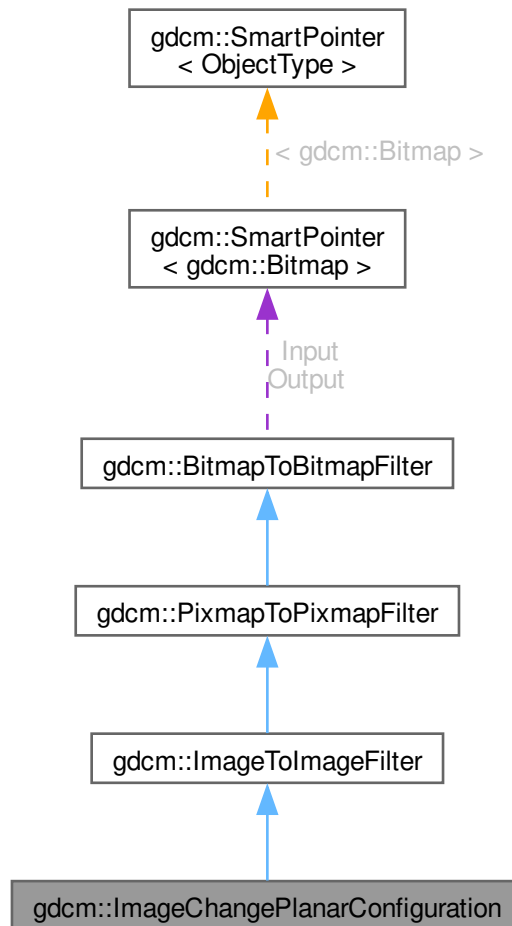 gdcm::SmartPointer
< ObjectType >
< gdcm::Bitmap >
gdcm::SmartPointer
< gdcm::Bitmap >
Input
Output
gdcm::BitmapToBitmapFilter
gdcm::PixmapToPixmapFilter
gdcm::ImageToImageFilter
gdcm::ImageChangePlanarConfiguration